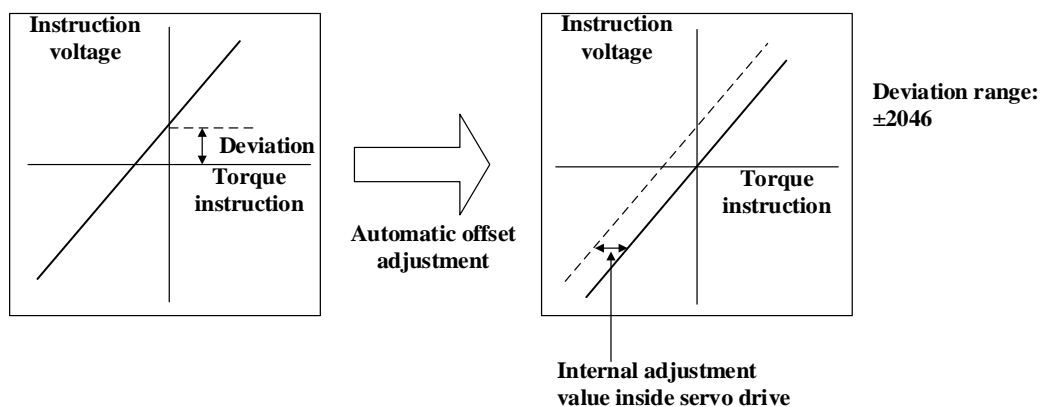 Instruction
voltage
Deviation
Torque
instruction
Automatic offset
adjustment
Instruction
voltage
Torque
instruction
Deviation range:
±2046
Internal adjustment
value inside servo drive